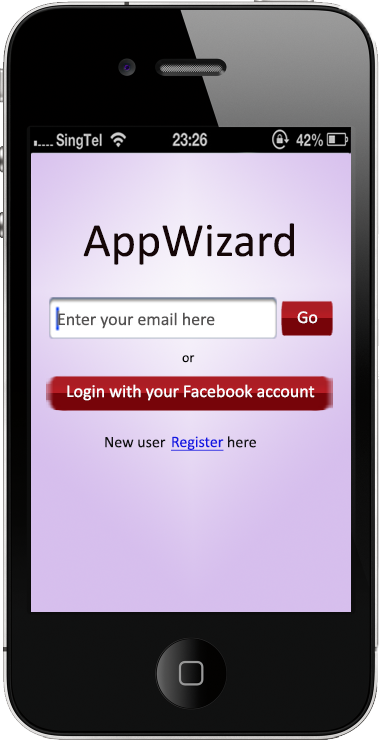 SingTel 23:26 42%
AppWizard
Enter your email here Go
or
Login with your Facebook account
New user Register here